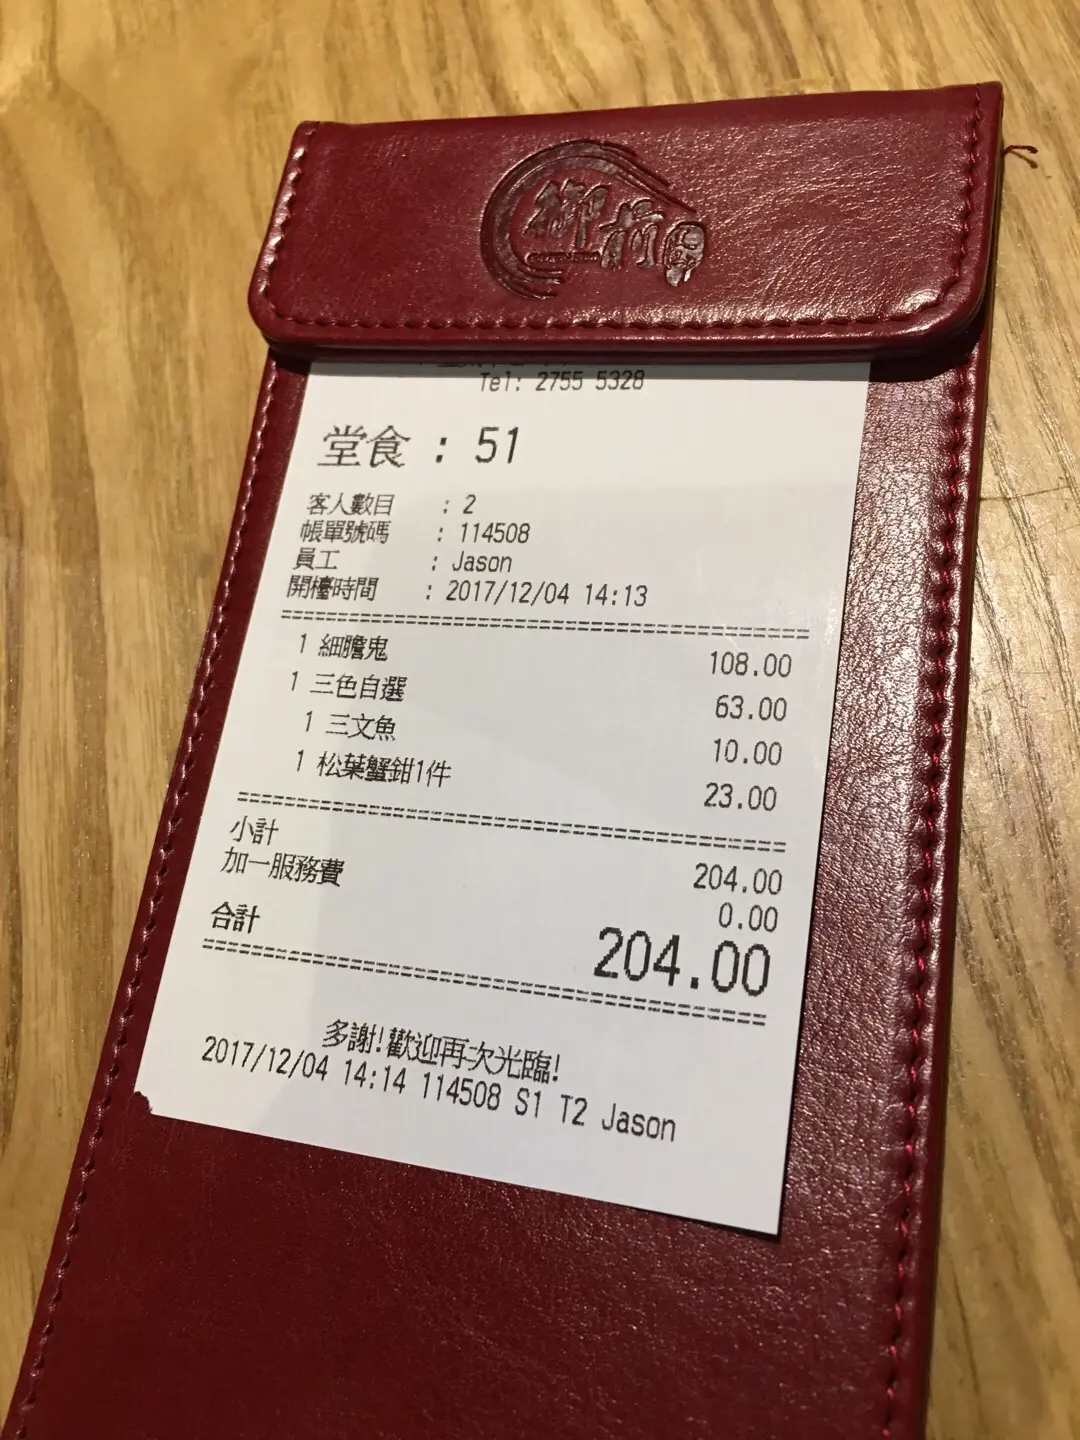 御前
Tel: 2755 5328
堂食 : 51
客人數目 : 2
帳單號碼 : 114508
員工 : Jason
開檯時間 : 2017/12/04 14:13
1 細膽鬼 108.00
1 三色自選 63.00
1 三文魚 10.00
1 松葉蟹鉗1件 23.00
小計 204.00
加一服務費 0.00
合計 204.00
多謝!歡迎再次光臨!
2017/12/04 14:14 114508 S1 T2 Jason